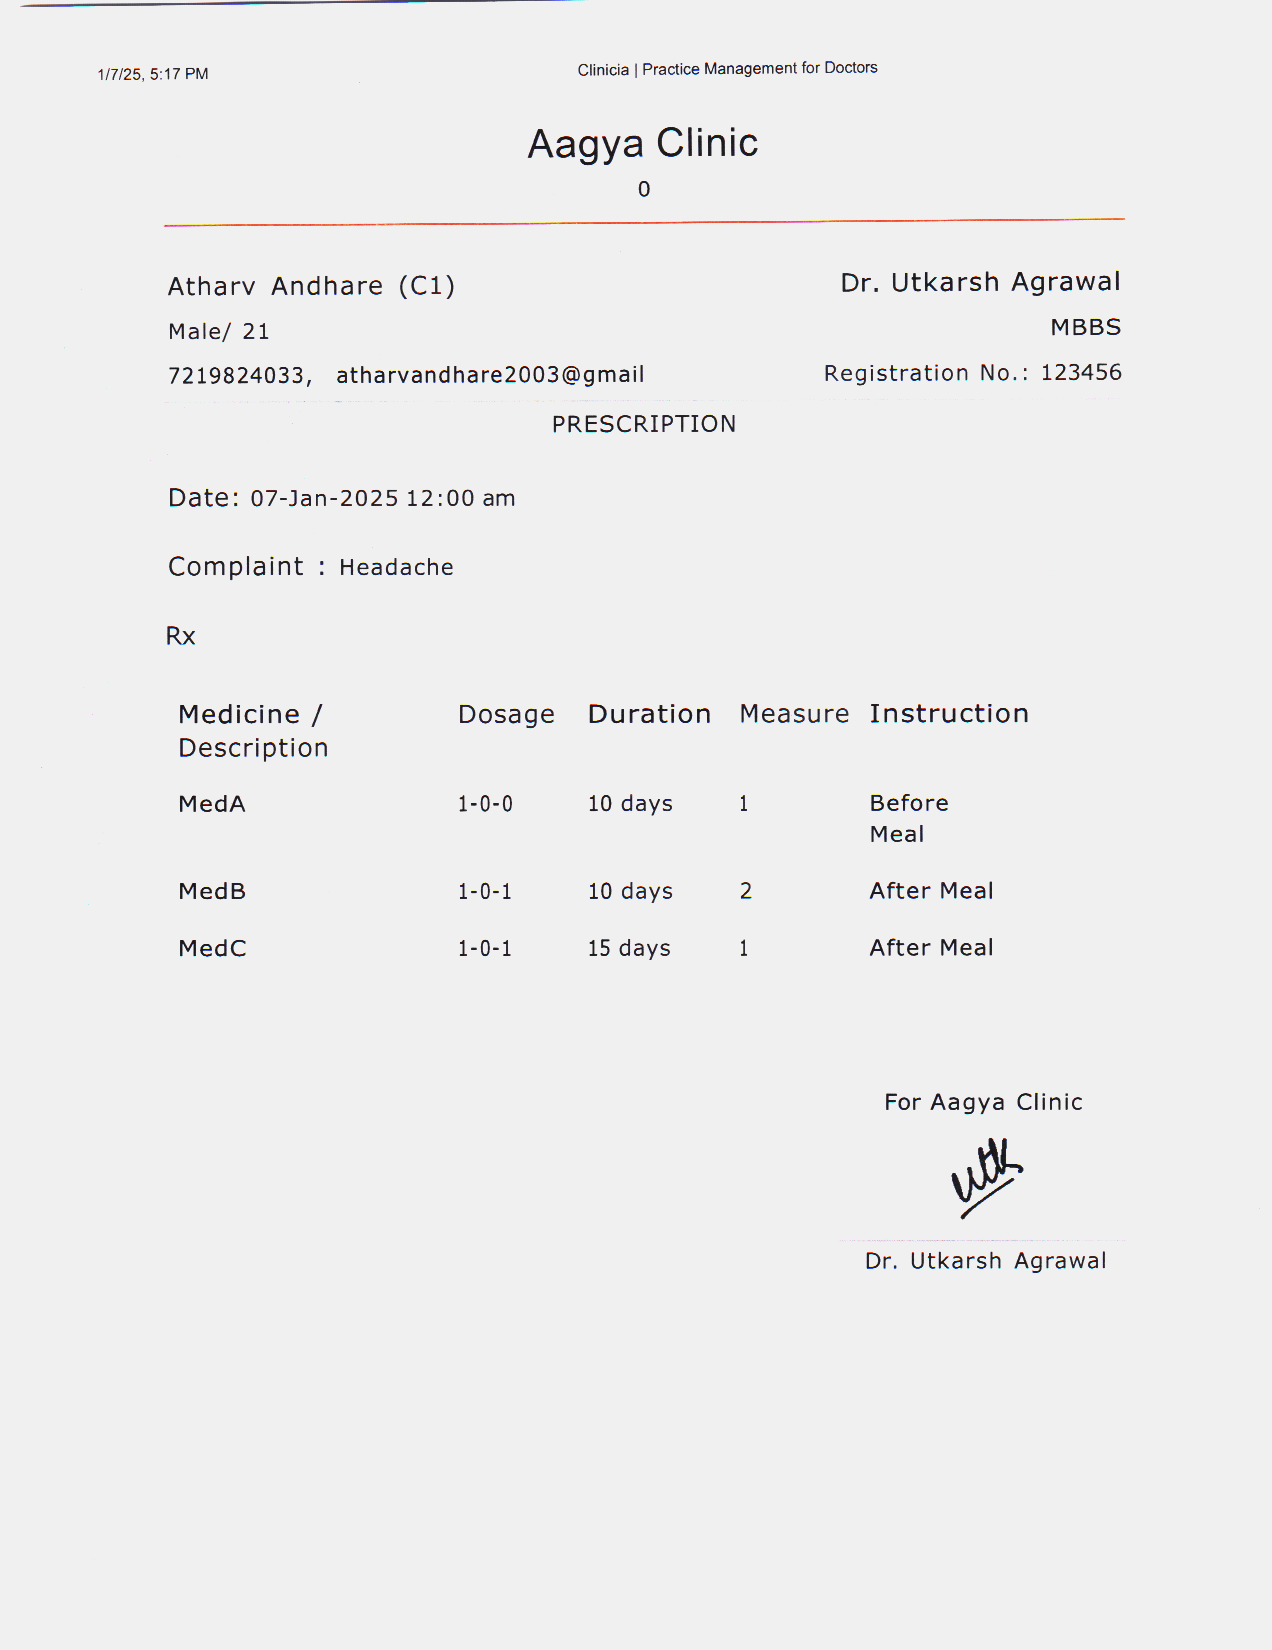 1/7/25, 5:17 PM Clinicia | Practice Management for Doctors
Aagya Clinic
0
Atharv Andhare (C1) Dr. Utkarsh Agrawal
Male/ 21 MBBS
7219824033, atharvandhare2003@gmail Registration No.: 123456
PRESCRIPTION
Date: 07-Jan-2025 12:00 am
Complaint : Headache
Rx
Medicine / Dosage Duration Measure Instruction
Description
MedA 1-0-0 10 days 1 Before
Meal
MedB 1-0-1 10 days 2 After Meal
MedC 1-0-1 15 days 1 After Meal
For Aagya Clinic
utk
Dr. Utkarsh Agrawal